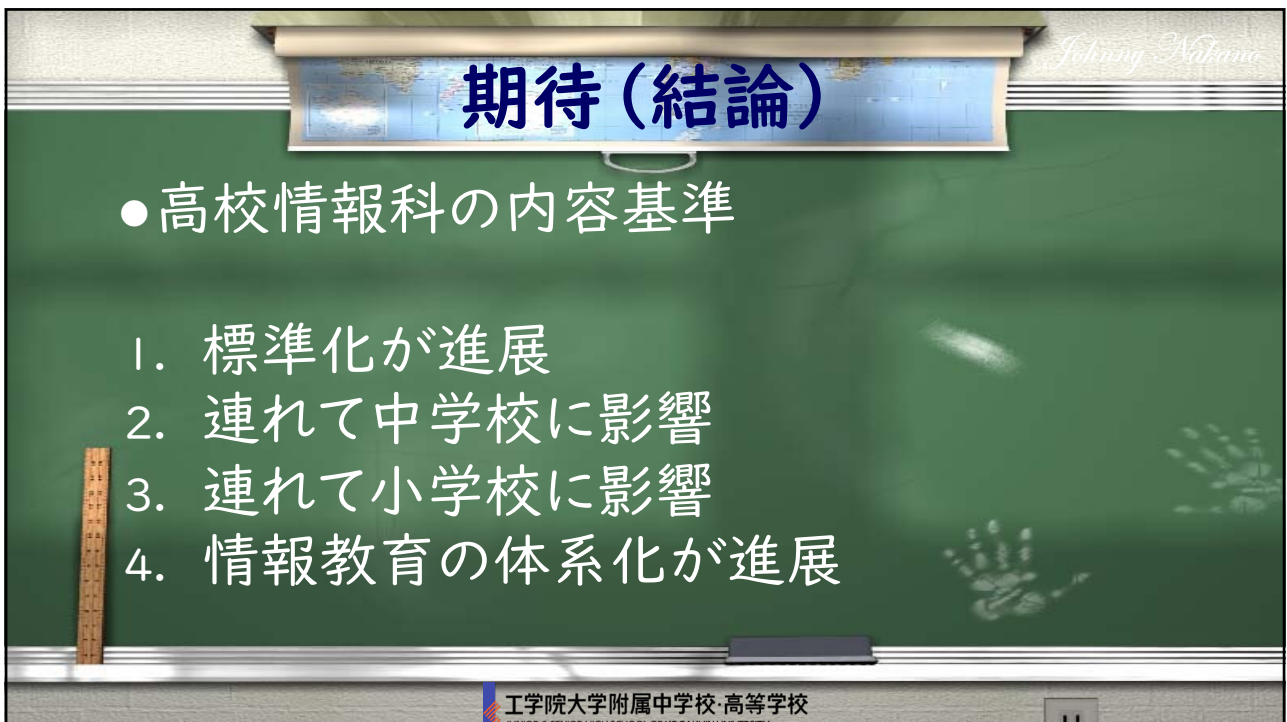 Johnny Nakano
期待(結論)
●高校情報科の内容基準
1. 標準化が進展
2. 連れて中学校に影響
3. 連れて小学校に影響
4. 情報教育の体系化が進展
工学院大学附属中学校・高等学校